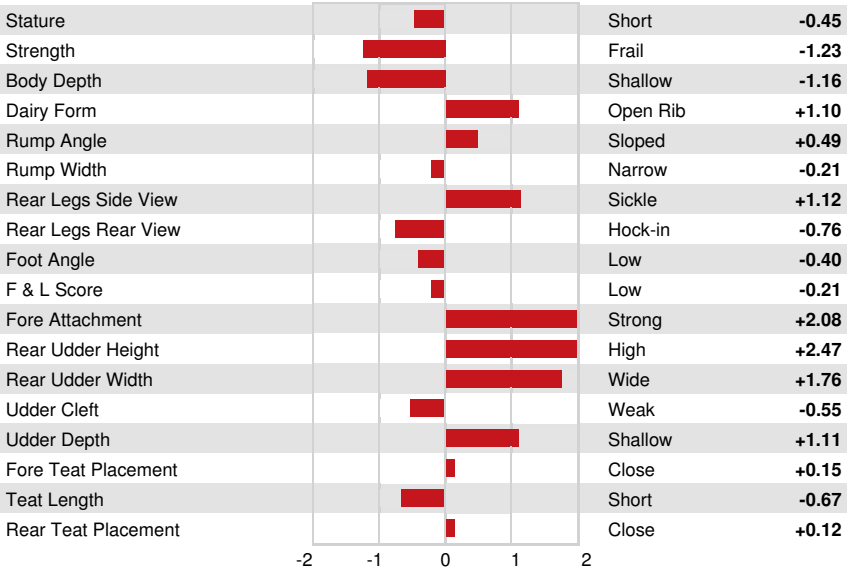 Stature Short -0.45
Strength Frail -1.23
Body Depth Shallow -1.16
Dairy Form Open Rib +1.10
Rump Angle Sloped +0.49
Rump Width Narrow -0.21
Rear Legs Side View Sickle +1.12
Rear Legs Rear View Hock-in -0.76
Foot Angle Low -0.40
F & L Score Low -0.21
Fore Attachment Strong +2.08
Rear Udder Height High +2.47
Rear Udder Width Wide +1.76
Udder Cleft Weak -0.55
Udder Depth Shallow +1.11
Fore Teat Placement Close +0.15
Teat Length Short -0.67
Rear Teat Placement Close +0.12
-2 -1 0 1 2